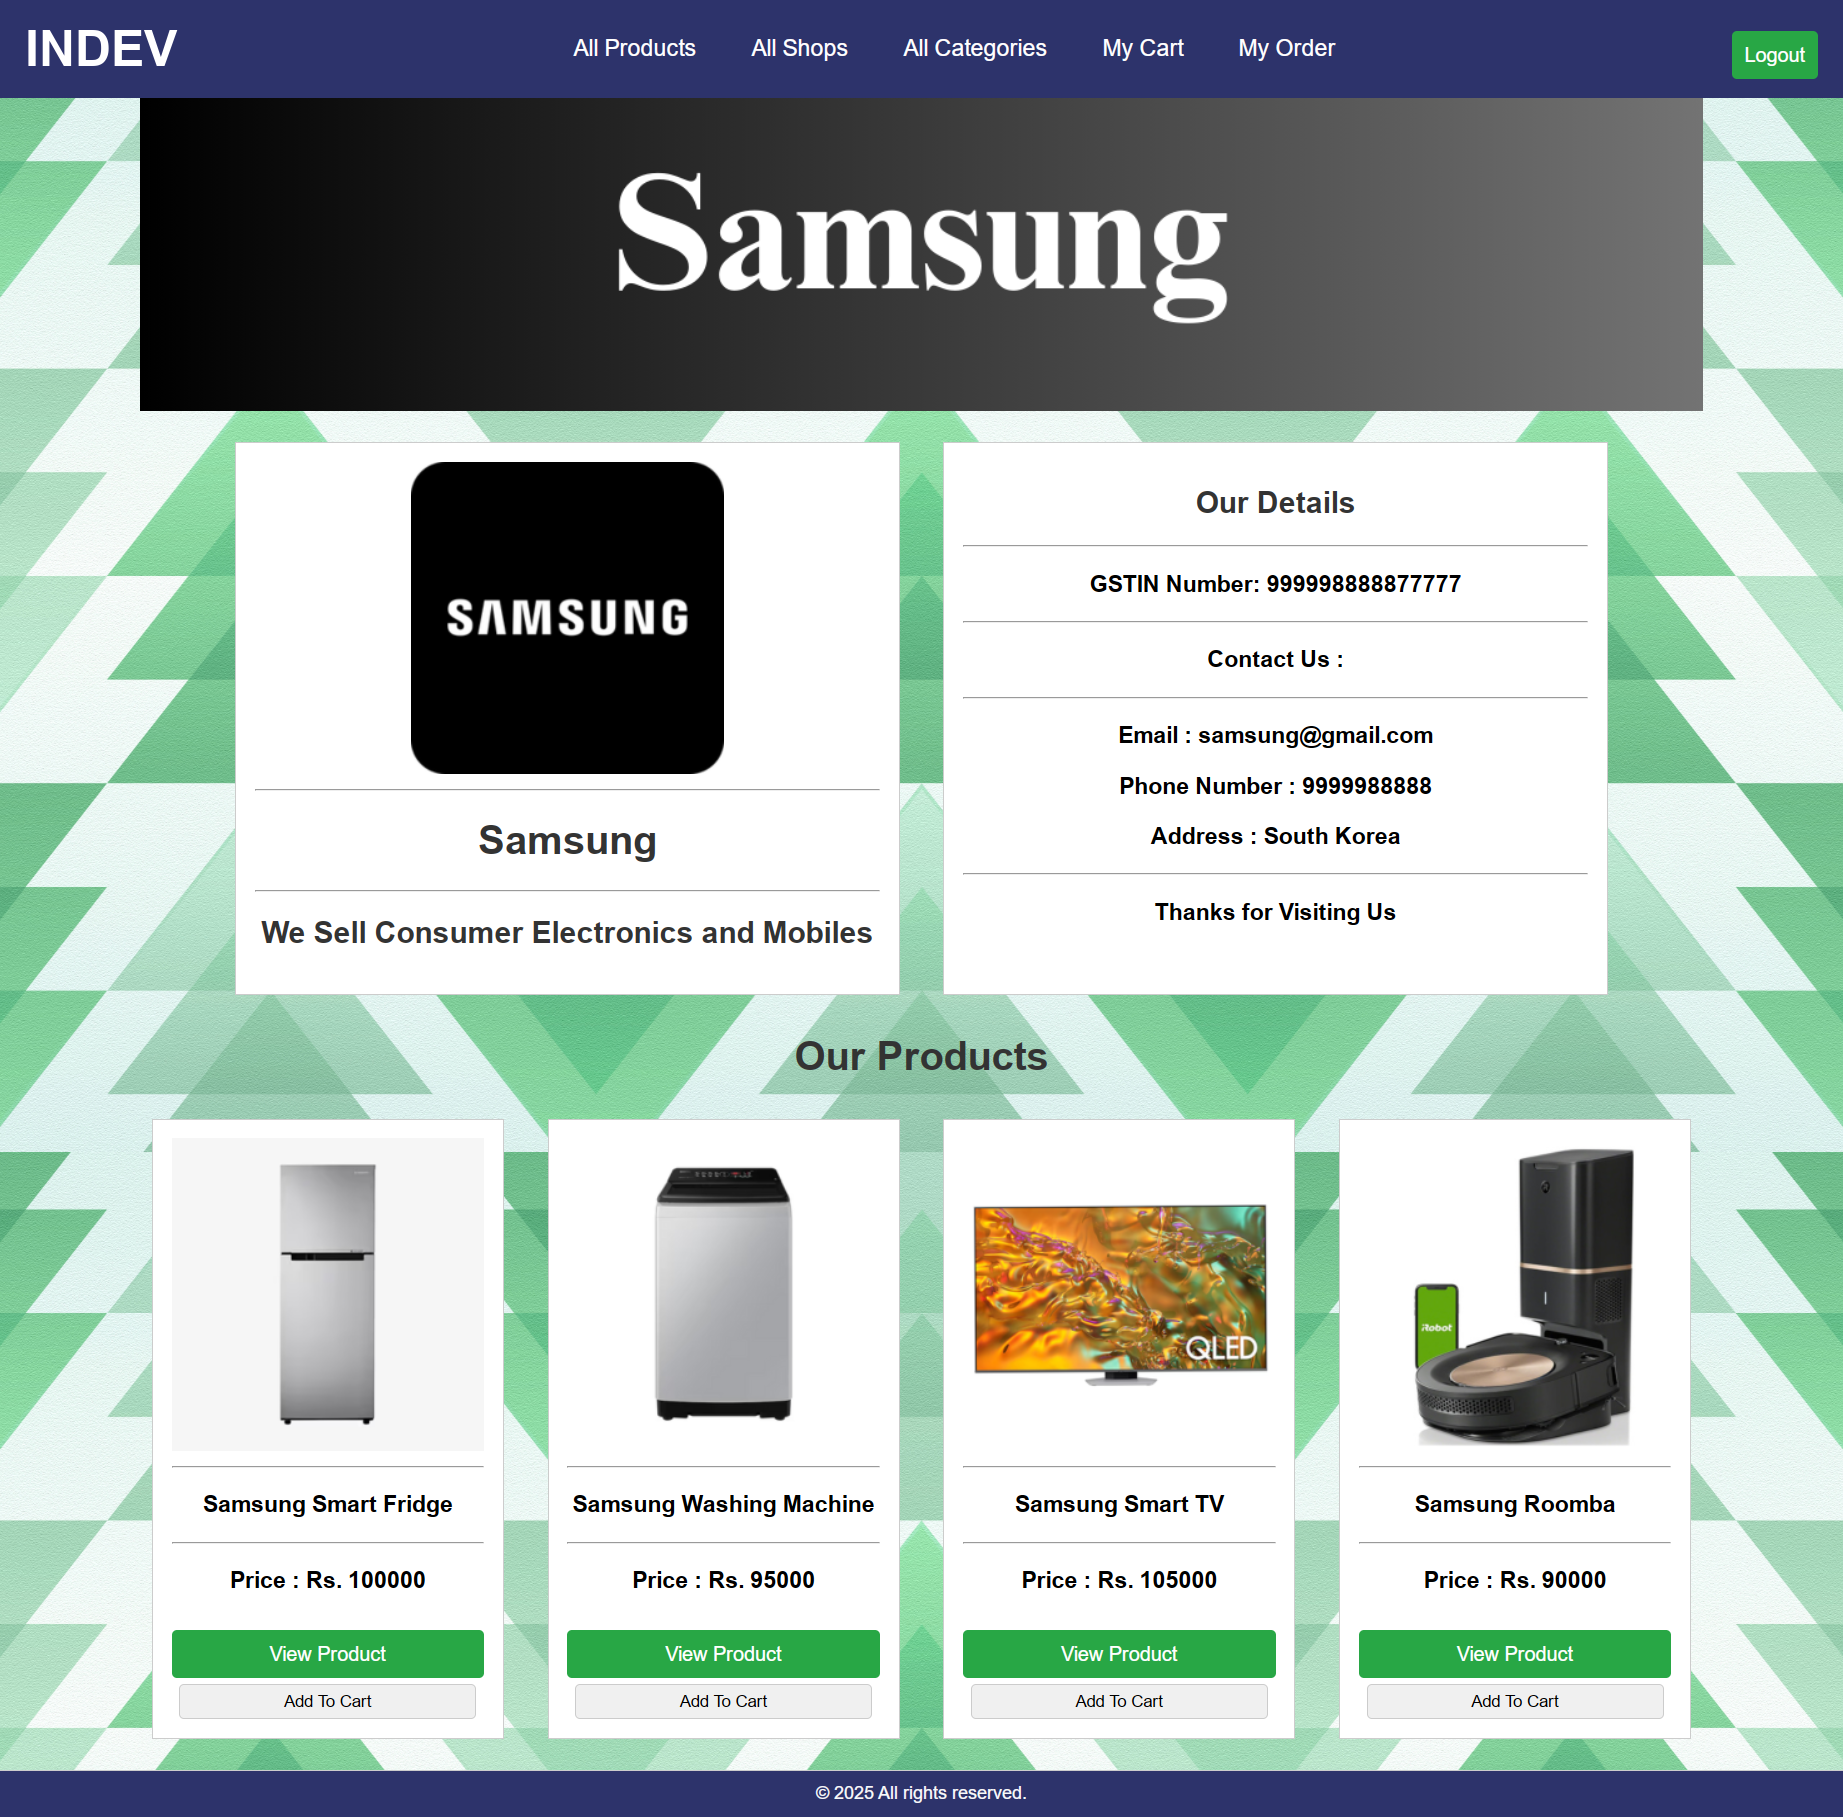 INDEV
All Products
All Shops
All Categories
My Cart
My Order
Logout
Samsung
SAMSUNG
Samsung
We Sell Consumer Electronics and Mobiles
Our Details
GSTIN Number: 999998888877777
Contact Us :
Email : samsung@gmail.com
Phone Number : 9999988888
Address : South Korea
Thanks for Visiting Us
Our Products
Samsung Smart Fridge
Price : Rs. 100000
View Product
Add To Cart
Samsung Washing Machine
Price : Rs. 95000
View Product
Add To Cart
QLED
Samsung Smart TV
Price : Rs. 105000
View Product
Add To Cart
iRobot
Samsung Roomba
Price : Rs. 90000
View Product
Add To Cart
© 2025 All rights reserved.